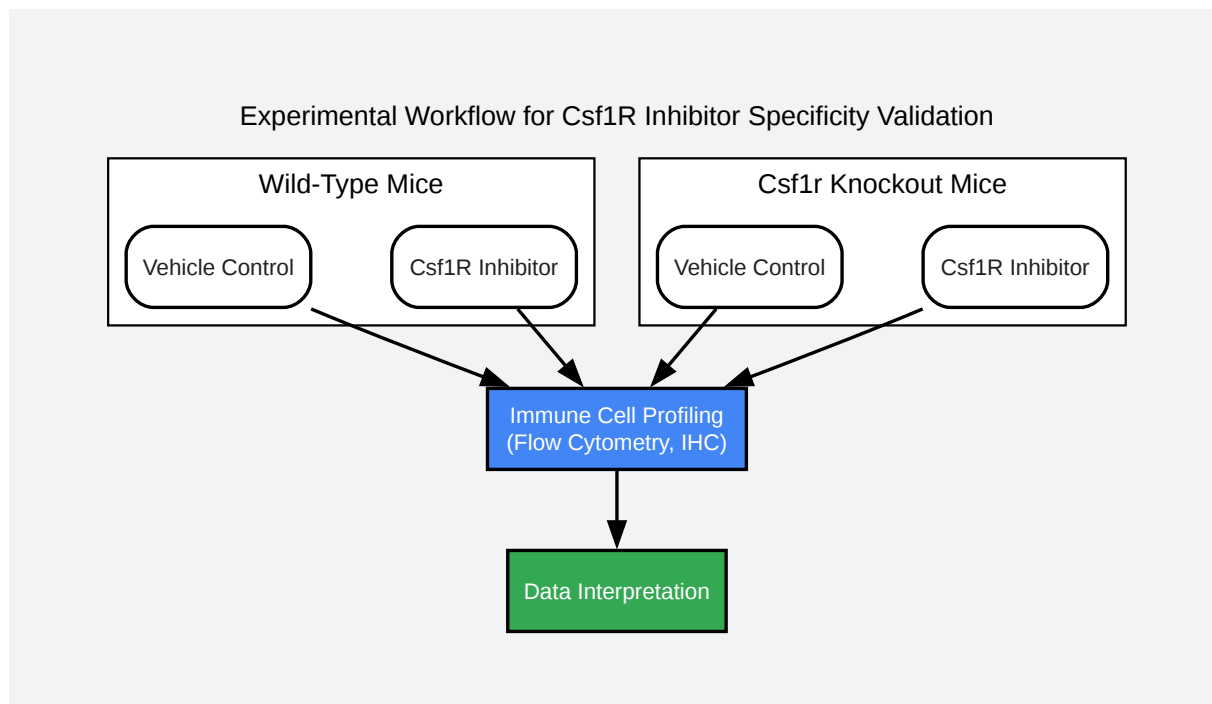 Experimental Workflow for Csf1R Inhibitor Specificity Validation
Wild-Type Mice
Csf1r Knockout Mice
Vehicle Control
Csf1R Inhibitor
Vehicle Control
Csf1R Inhibitor
Immune Cell Profiling
(Flow Cytometry, IHC)
Data Interpretation